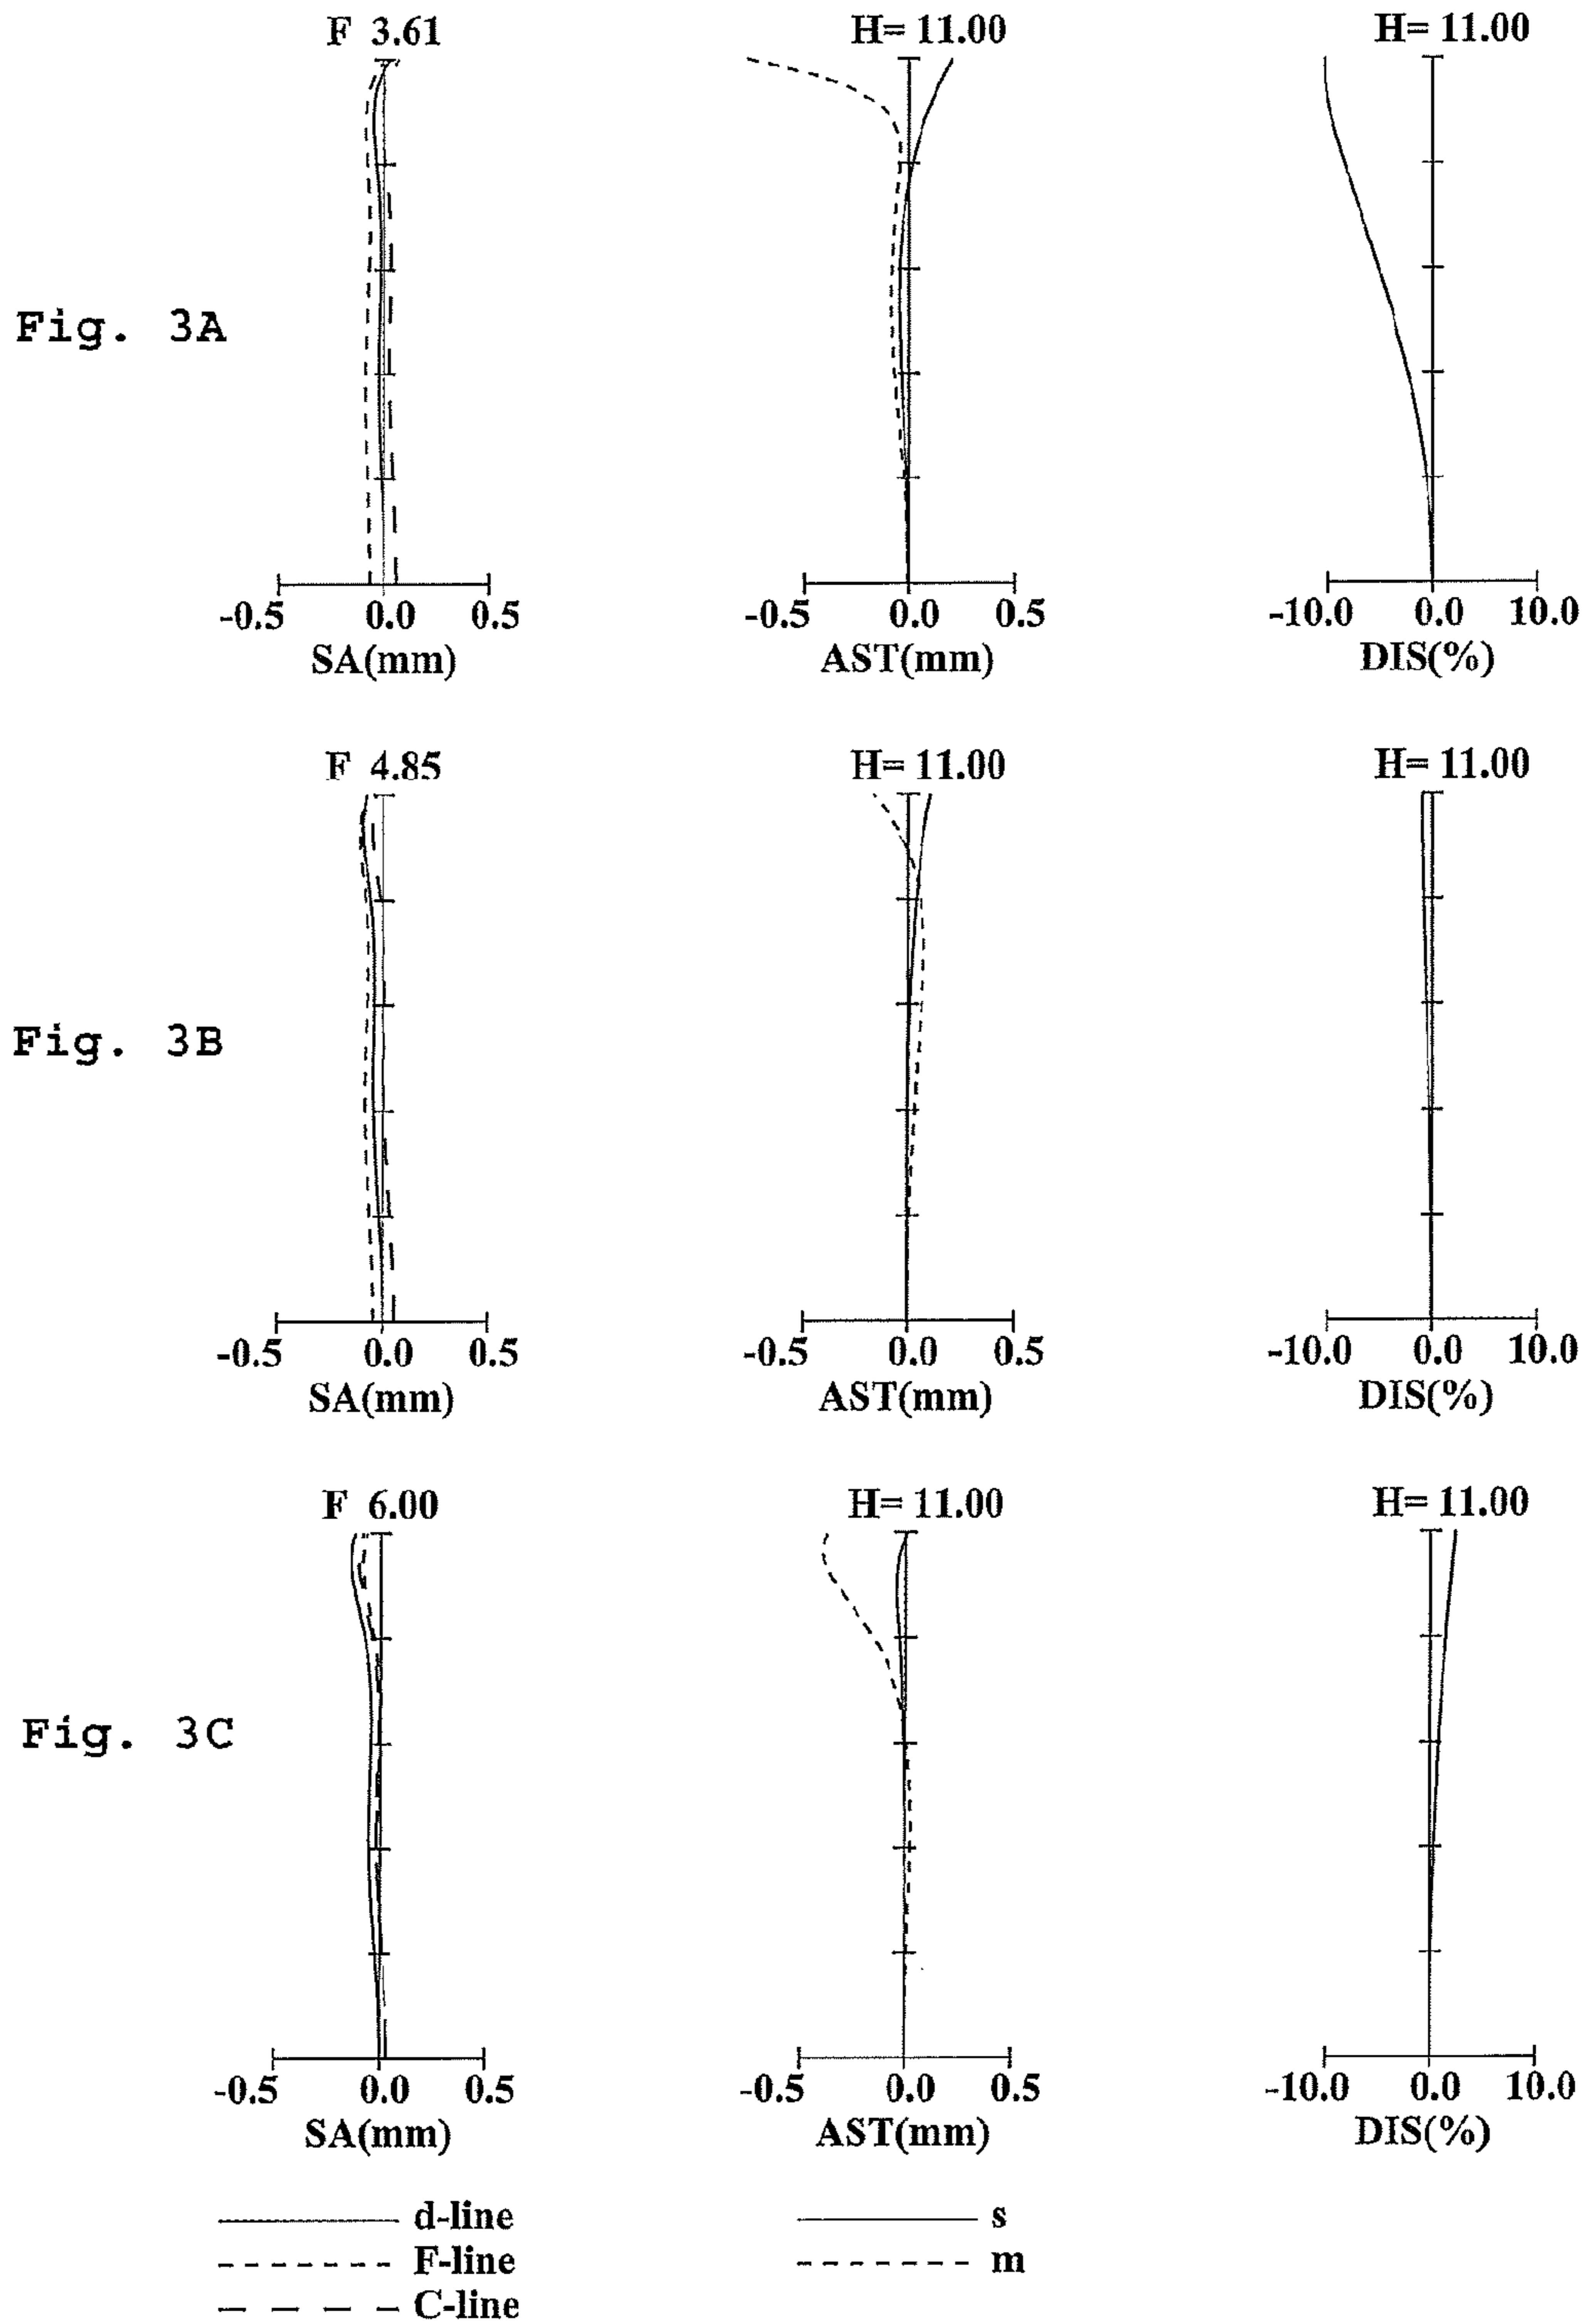 F 3.61 H= 11.00 H= 11.00
Fig. 3A
-0.5 0.0 0.5 -0.5 0.0 0.5 -10.0 0.0 10.0
SA(mm) AST(mm) DIS(%)
F 4.85 H= 11.00 H= 11.00
Fig. 3B
-0.5 0.0 0.5 -0.5 0.0 0.5 -10.0 0.0 10.0
SA(mm) AST(mm) DIS(%)
F 6.00 H= 11.00 H= 11.00
Fig. 3C
-0.5 0.0 0.5 -0.5 0.0 0.5 -10.0 0.0 10.0
SA(mm) AST(mm) DIS(%)
d-line s
F-line m
C-line